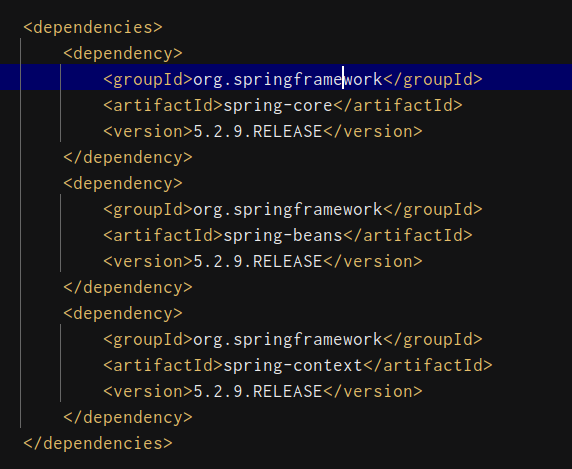 <dependencies>
<dependency>
<groupId>org.springframework</groupId>
<artifactId>spring-core</artifactId>
<version>5.2.9.RELEASE</version>
</dependency>
<dependency>
<groupId>org.springframework</groupId>
<artifactId>spring-beans</artifactId>
<version>5.2.9.RELEASE</version>
</dependency>
<dependency>
<groupId>org.springframework</groupId>
<artifactId>spring-context</artifactId>
<version>5.2.9.RELEASE</version>
</dependency>
</dependencies>